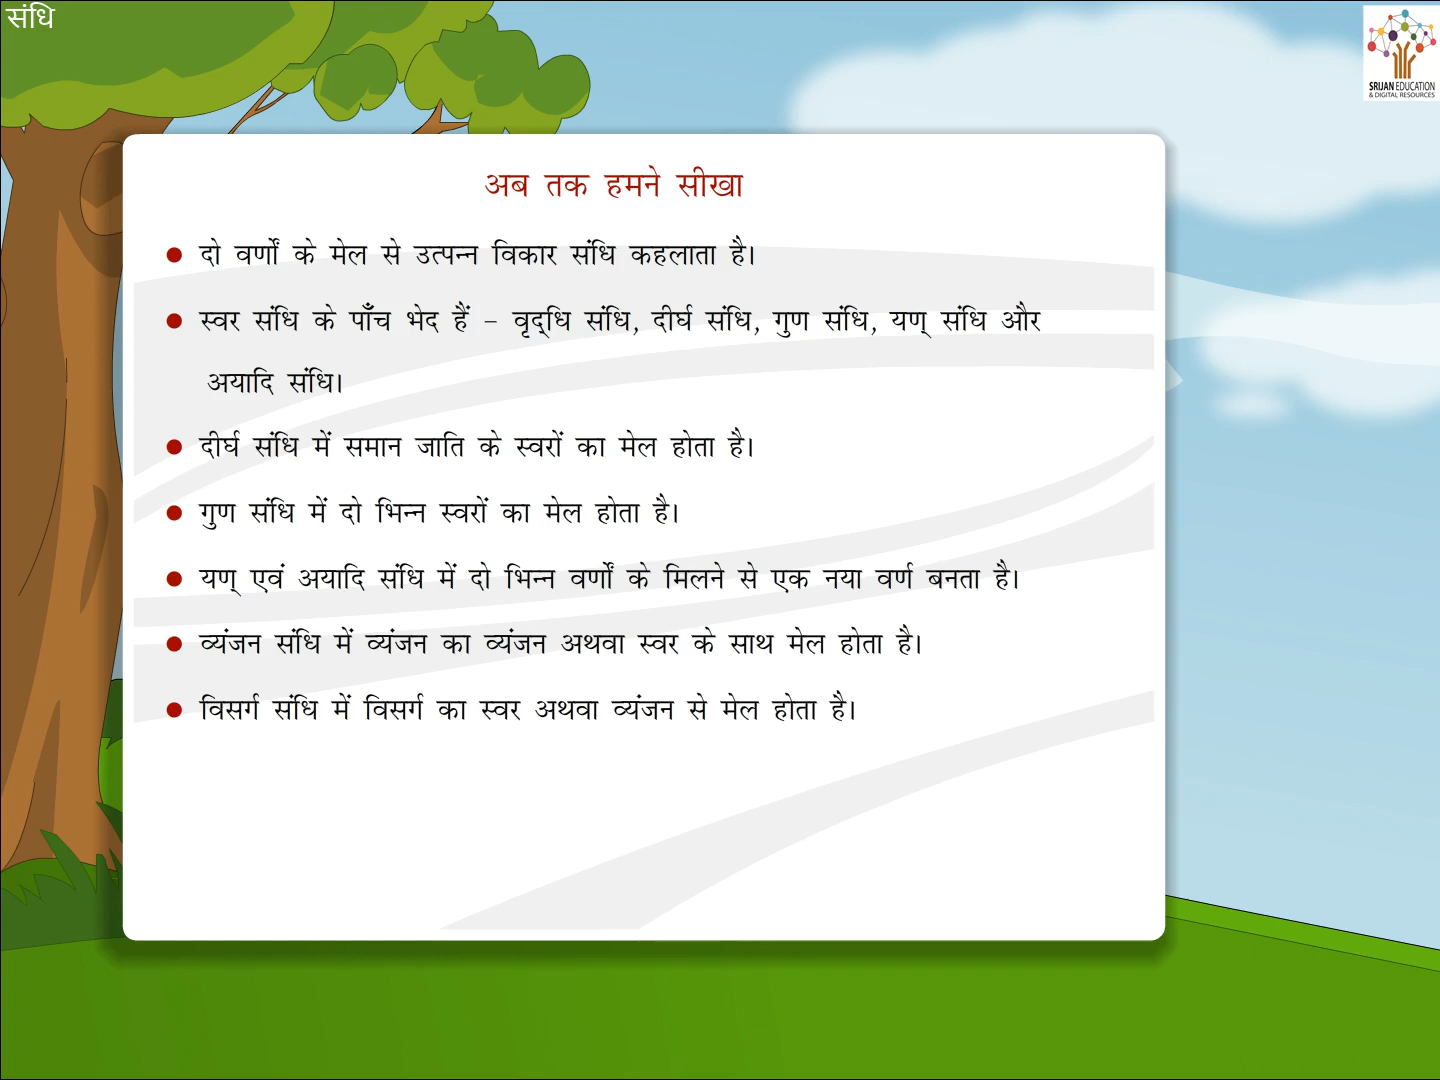 संधि
SRIJAN EDUCATION
& DIGITAL RESOURCES
अब तक हमने सीखा
● दो वर्णों के मेल से उत्पन्न विकार संधि कहलाता है।
● स्वर संधि के पाँच भेद हैं – वृद्‌धि संधि, दीर्घ संधि, गुण संधि, यण् संधि और
अयादि संधि।
● दीर्घ संधि में समान जाति के स्वरों का मेल होता है।
● गुण संधि में दो भिन्न स्वरों का मेल होता है।
● यण् एवं अयादि संधि में दो भिन्न वर्णों के मिलने से एक नया वर्ण बनता है।
● व्यंजन संधि में व्यंजन का व्यंजन अथवा स्वर के साथ मेल होता है।
● विसर्ग संधि में विसर्ग का स्वर अथवा व्यंजन से मेल होता है।